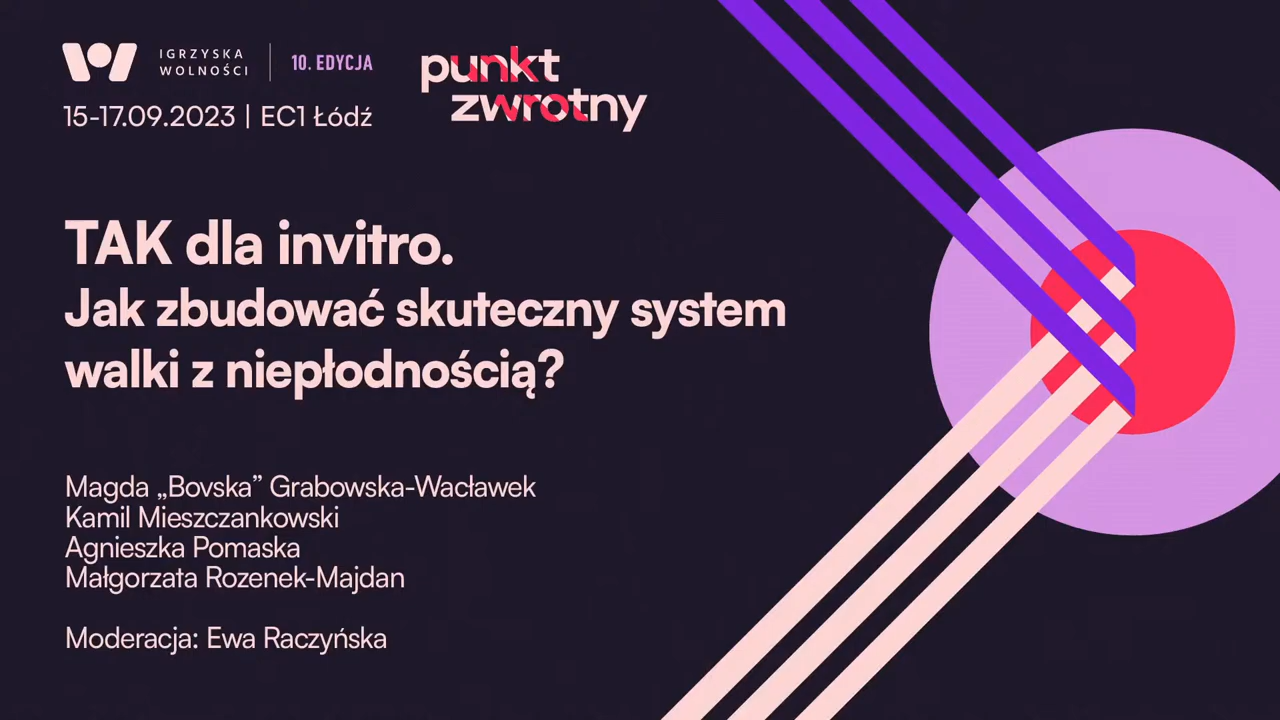 IGRZYSKA
WOLNOŚCI
10. EDYCJA
15-17.09.2023 | EC1 Łódź
punkt
zwrotny
TAK dla invitro.
Jak zbudować skuteczny system
walki z niepłodnością?
Magda „Bovska” Grabowska-Wacławek
Kamil Mieszczankowski
Agnieszka Pomaska
Małgorzata Rozenek-Majdan
Moderacja: Ewa Raczyńska